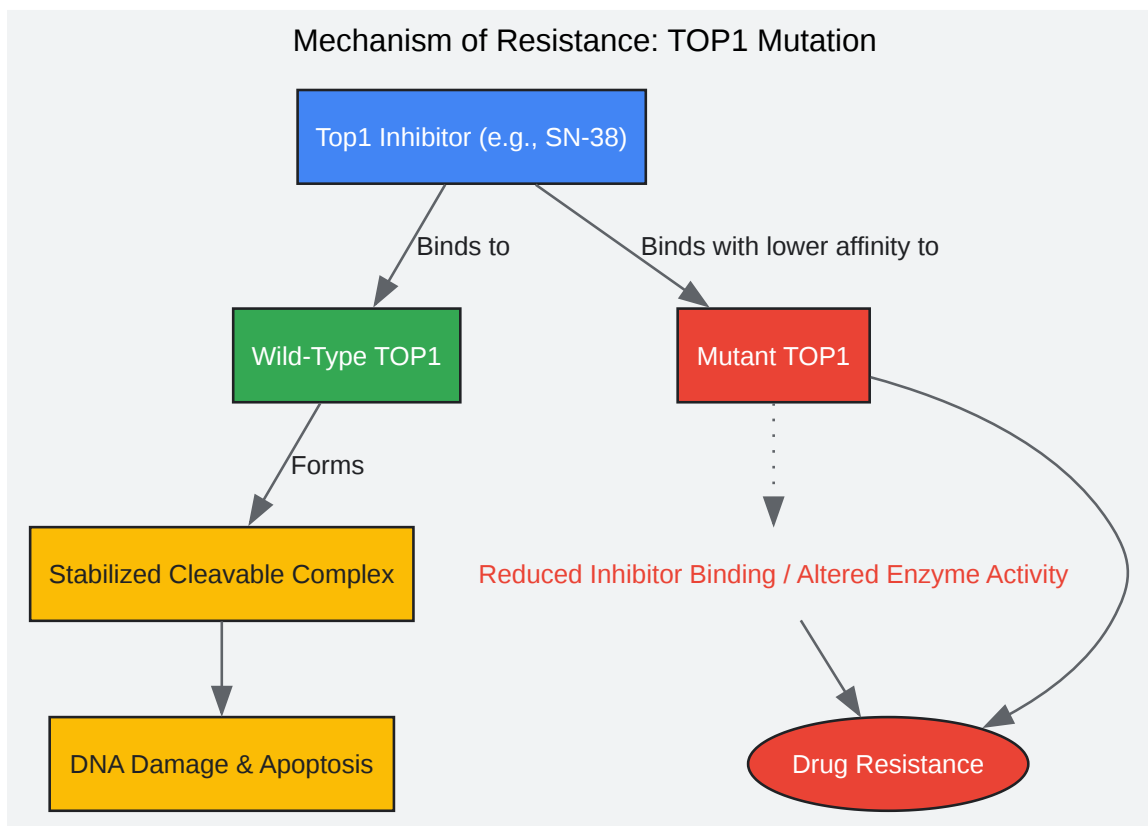 Mechanism of Resistance: TOP1 Mutation
Top1 Inhibitor (e.g., SN-38)
Binds to
Binds with lower affinity to
Wild-Type TOP1
Mutant TOP1
Forms
Stabilized Cleavable Complex
Reduced Inhibitor Binding / Altered Enzyme Activity
DNA Damage & Apoptosis
Drug Resistance